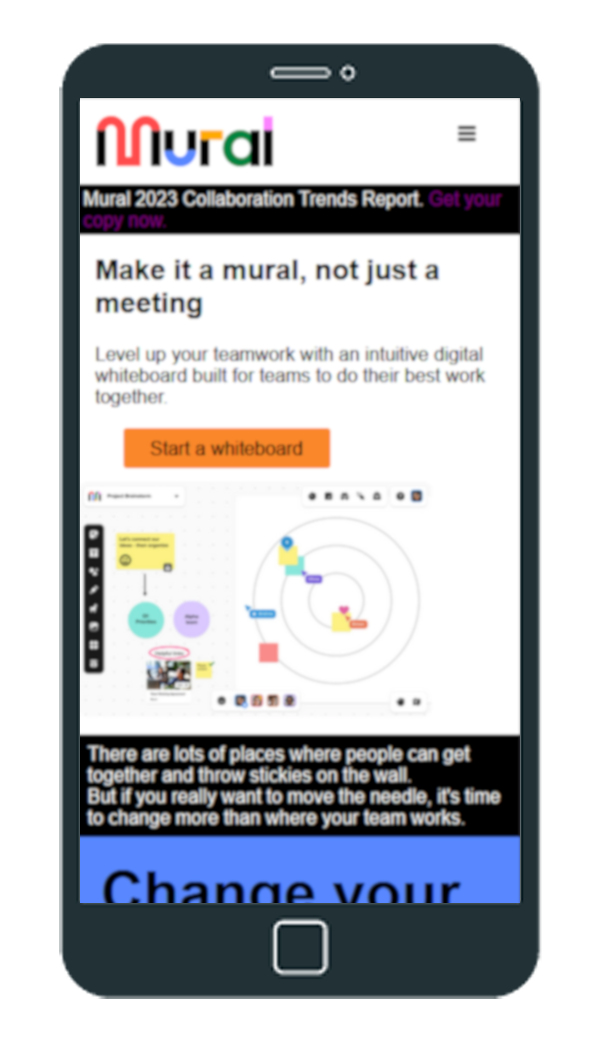 Mural
Mural 2023 Collaboration Trends Report. Get your
copy now.
Make it a mural, not just a
meeting
Level up your teamwork with an intuitive digital
whiteboard built for teams to do their best work
together.
Start a whiteboard
Let's connect our
There are lots of places where people can get
together and throw stickies on the wall.
But if you really want to move the needle, it's time
to change more than where your team works.
Change your